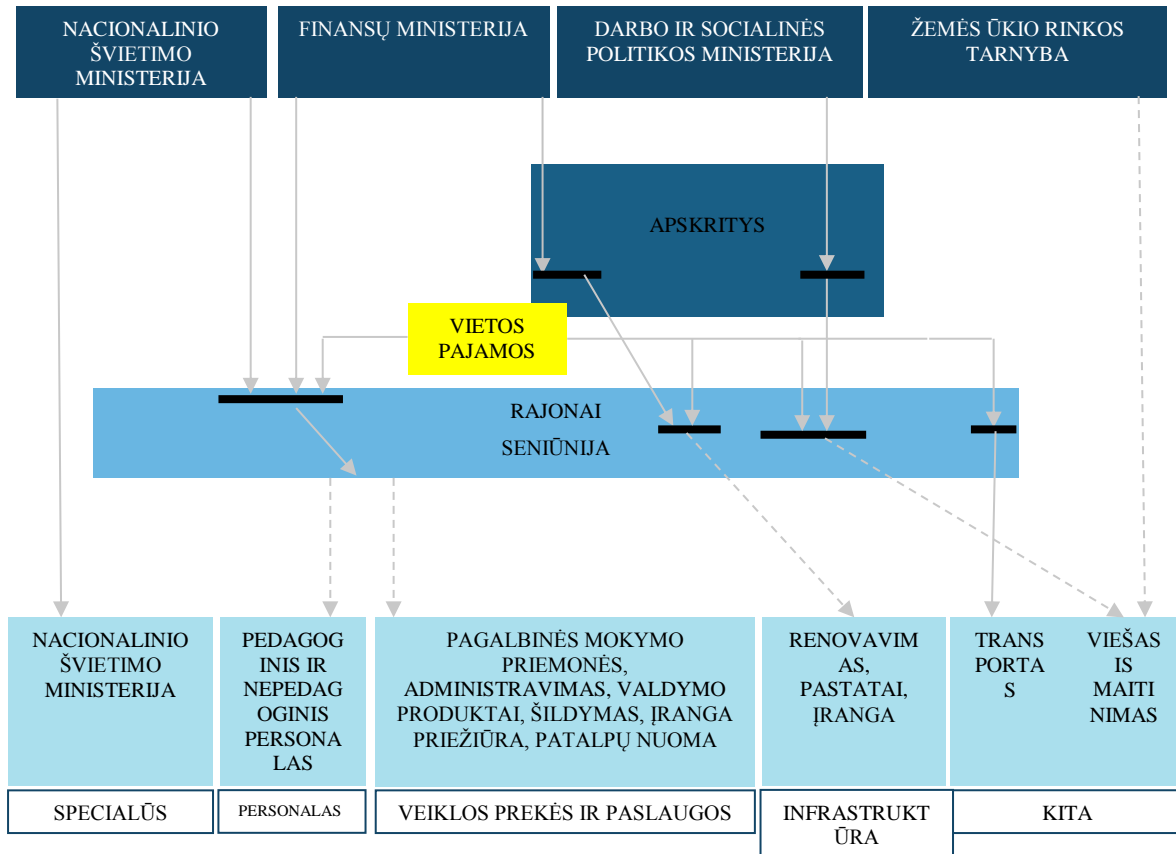 NACIONALINIO
ŠVIETIMO
MINISTERIJA
FINANSŲ MINISTERIJA
DARBO IR SOCIALINĖS
POLITIKOS MINISTERIJA
ŽEMĖS ŪKIO RINKOS
TARNYBA
APSKRITYS
VIETOS
PAJAMOS
RAJONAI
SENIŪNIJA
NACIONALINIO
ŠVIETIMO
MINISTERIJA
PEDAGOG
INIS IR
NEPEDAG
OGINIS
PERSONA
LAS
PAGALBINĖS MOKYMO
PRIEMONĖS,
ADMINISTRAVIMAS, VALDYMO
PRODUKTAI, ŠILDYMAS, ĮRANGA
PRIEŽIŪRA, PATALPŲ NUOMA
RENOVAVIM
AS,
PASTATAI,
ĮRANGA
TRANS
PORTA
S
VIEŠAS
IS
MAITI
NIMAS
SPECIALŪS
PERSONALAS
VEIKLOS PREKĖS IR PASLAUGOS
INFRASTRUKT
ŪRA
KITA